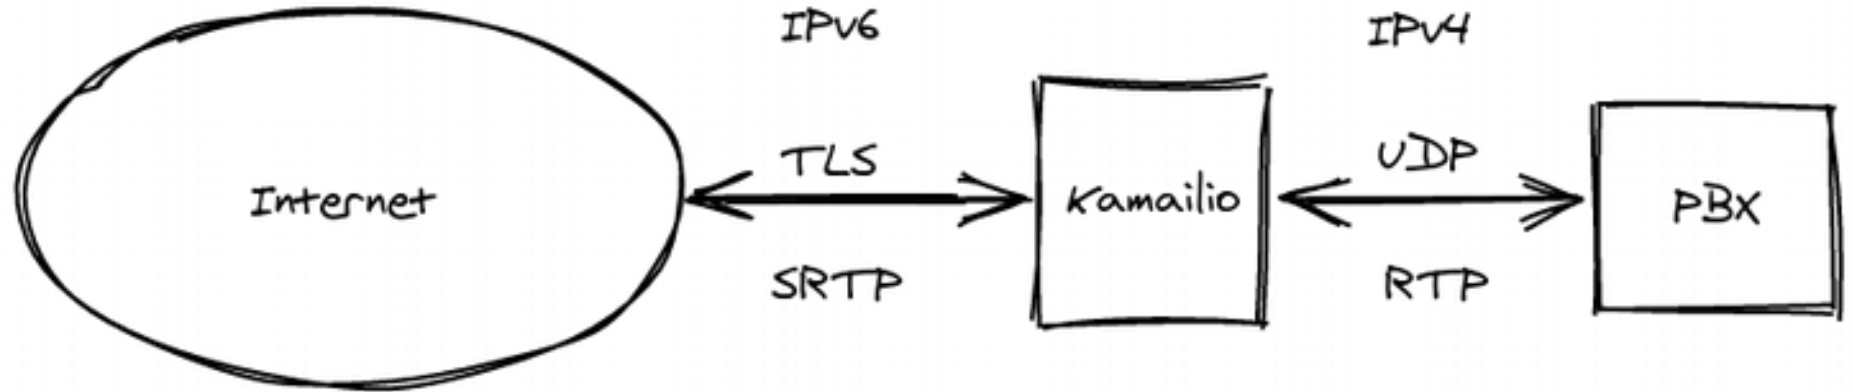 IPv6
IPv4
TLS
UDP
Internet
Kamailio
PBX
SRTP
RTP